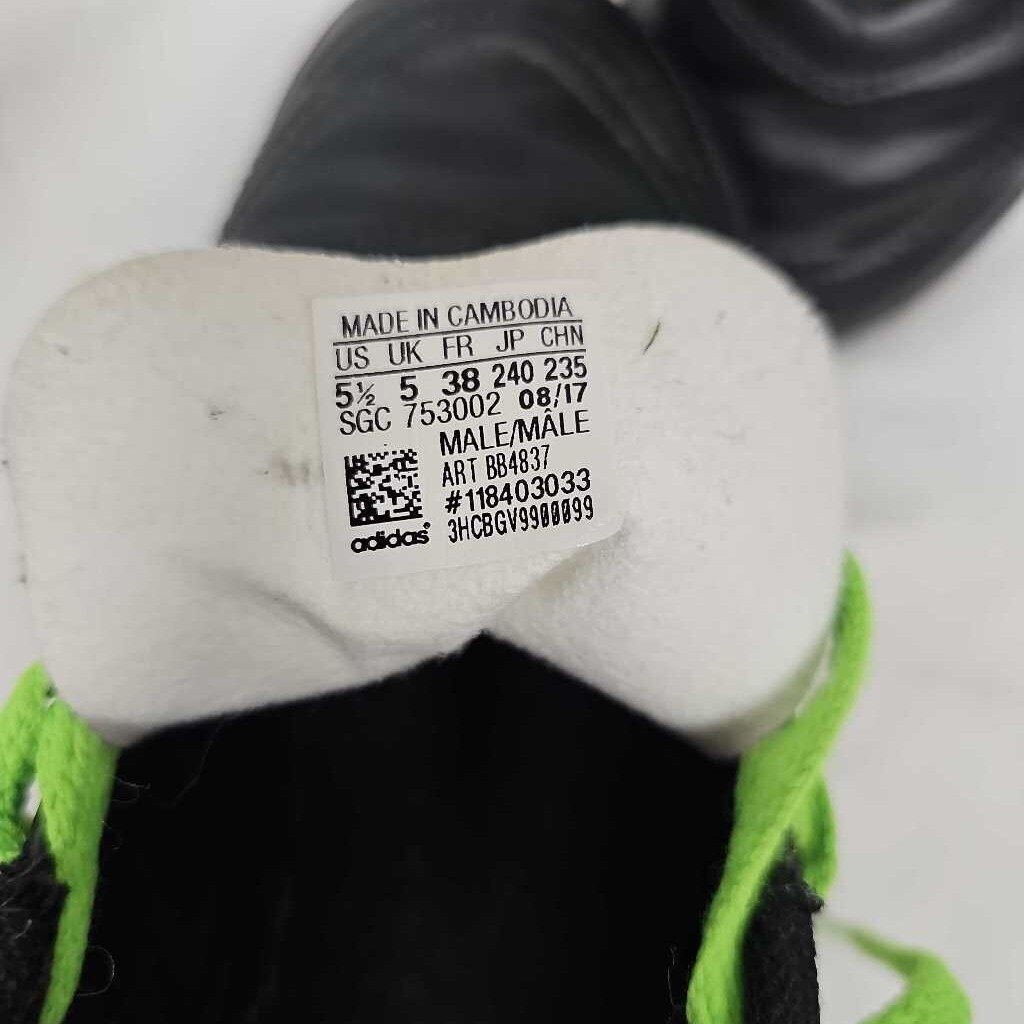 MADE IN CAMBODIA
US UK FR JP CHN
5½ 5 38 240 235
SGC 753002 08/17
MALE/MÂLE
ART BB4837
#118403033
adidas® 3HCBGV9900099